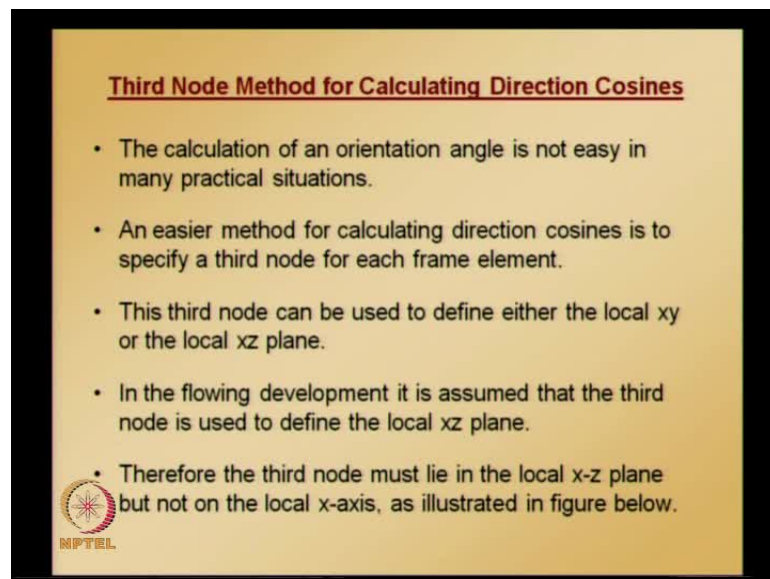 Third Node Method for Calculating Direction Cosines
• The calculation of an orientation angle is not easy in
many practical situations.
• An easier method for calculating direction cosines is to
specify a third node for each frame element.
• This third node can be used to define either the local xy
or the local xz plane.
• In the flowing development it is assumed that the third
node is used to define the local xz plane.
• Therefore the third node must lie in the local x-z plane
but not on the local x-axis, as illustrated in figure below.
NPTEL